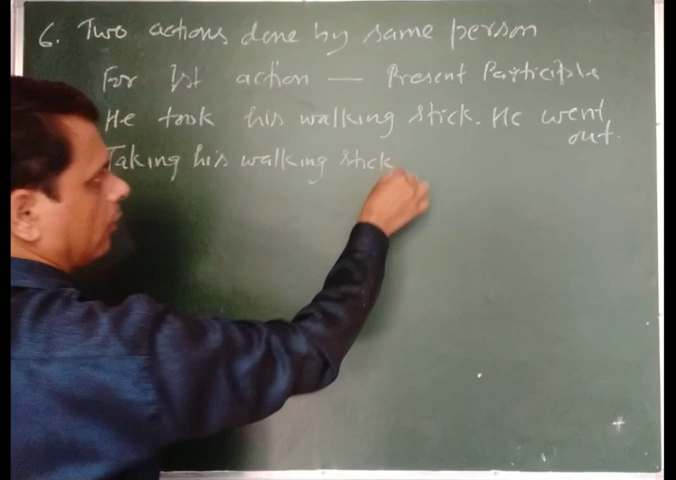 6. Two actions done by same person
For 1st action — Present Participle
He took his walking stick. He went out.
Taking his walking stick